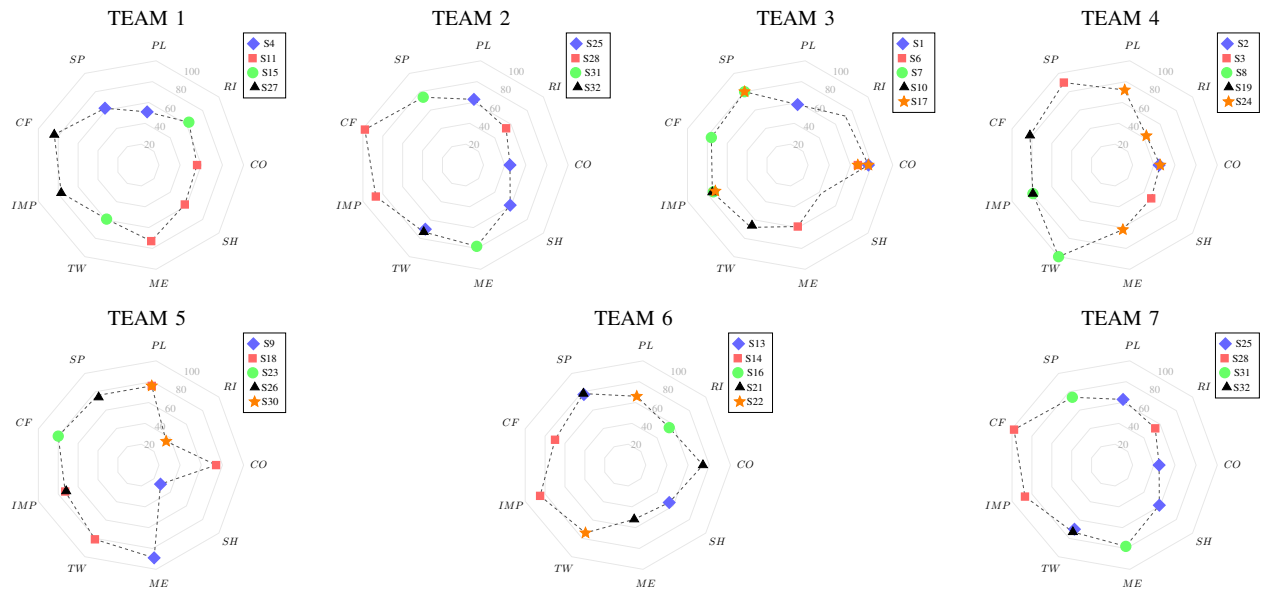 TEAM 1
PL
SP
RI
CF
CO
IMP
SH
TW
ME
20
40
60
80
100
S4
S11
S15
S27
TEAM 2
PL
SP
RI
CF
CO
IMP
SH
TW
ME
20
40
60
80
100
S25
S28
S31
S32
TEAM 3
PL
SP
RI
CF
CO
IMP
SH
TW
ME
20
40
60
80
100
S1
S6
S7
S10
S17
TEAM 4
PL
SP
RI
CF
CO
IMP
SH
TW
ME
20
40
60
80
100
S2
S3
S8
S19
S24
TEAM 5
PL
SP
RI
CF
CO
IMP
SH
TW
ME
20
40
60
80
100
S9
S18
S23
S26
S30
TEAM 6
PL
SP
RI
CF
CO
IMP
SH
TW
ME
20
40
60
80
100
S13
S14
S16
S21
S22
TEAM 7
PL
SP
RI
CF
CO
IMP
SH
TW
ME
20
40
60
80
100
S25
S28
S31
S32